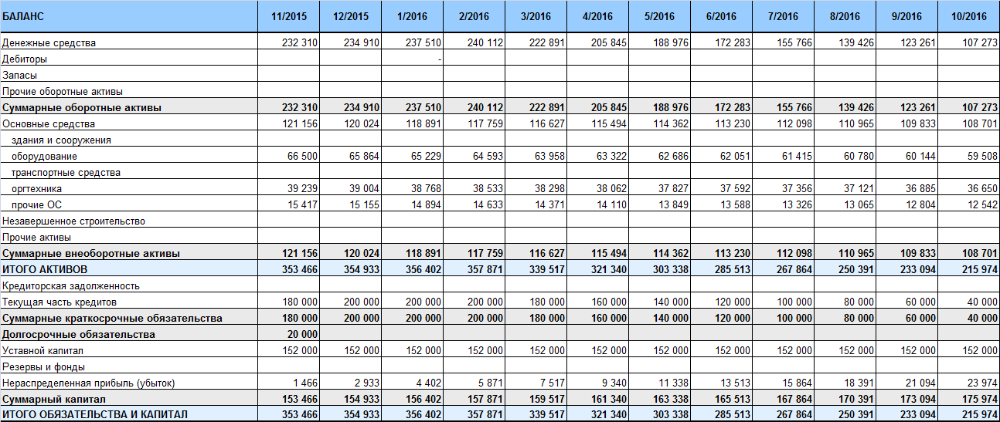 БАЛАНС 11/2015 12/2015 1/2016 2/2016 3/2016 4/2016 5/2016 6/2016 7/2016 8/2016 9/2016 10/2016
Денежные средства 232 310 234 910 237 510 240 112 222 891 205 845 188 976 172 283 155 766 139 426 123 261 107 273
Дебиторы -
Запасы
Прочие оборотные активы
Суммарные оборотные активы 232 310 234 910 237 510 240 112 222 891 205 845 188 976 172 283 155 766 139 426 123 261 107 273
Основные средства 121 156 120 024 118 891 117 759 116 627 115 494 114 362 113 230 112 098 110 965 109 833 108 701
здания и сооружения
оборудование 66 500 65 864 65 229 64 593 63 958 63 322 62 686 62 051 61 415 60 780 60 144 59 508
транспортные средства
оргтехника 39 239 39 004 38 768 38 533 38 298 38 062 37 827 37 592 37 356 37 121 36 885 36 650
прочие ОС 15 417 15 155 14 894 14 633 14 371 14 110 13 849 13 588 13 326 13 065 12 804 12 542
Незавершенное строительство
Прочие активы
Суммарные внеоборотные активы 121 156 120 024 118 891 117 759 116 627 115 494 114 362 113 230 112 098 110 965 109 833 108 701
ИТОГО АКТИВОВ 353 466 354 933 356 402 357 871 339 517 321 340 303 338 285 513 267 864 250 391 233 094 215 974
Кредиторская задолженность
Текущая часть кредитов 180 000 200 000 200 000 200 000 180 000 160 000 140 000 120 000 100 000 80 000 60 000 40 000
Суммарные краткосрочные обязательства 180 000 200 000 200 000 200 000 180 000 160 000 140 000 120 000 100 000 80 000 60 000 40 000
Долгосрочные обязательства 20 000
Уставной капитал 152 000 152 000 152 000 152 000 152 000 152 000 152 000 152 000 152 000 152 000 152 000 152 000
Резервы и фонды
Нераспределенная прибыль (убыток) 1 466 2 933 4 402 5 871 7 517 9 340 11 338 13 513 15 864 18 391 21 094 23 974
Суммарный капитал 153 466 154 933 156 402 157 871 159 517 161 340 163 338 165 513 167 864 170 391 173 094 175 974
ИТОГО ОБЯЗАТЕЛЬСТВА И КАПИТАЛ 353 466 354 933 356 402 357 871 339 517 321 340 303 338 285 513 267 864 250 391 233 094 215 974